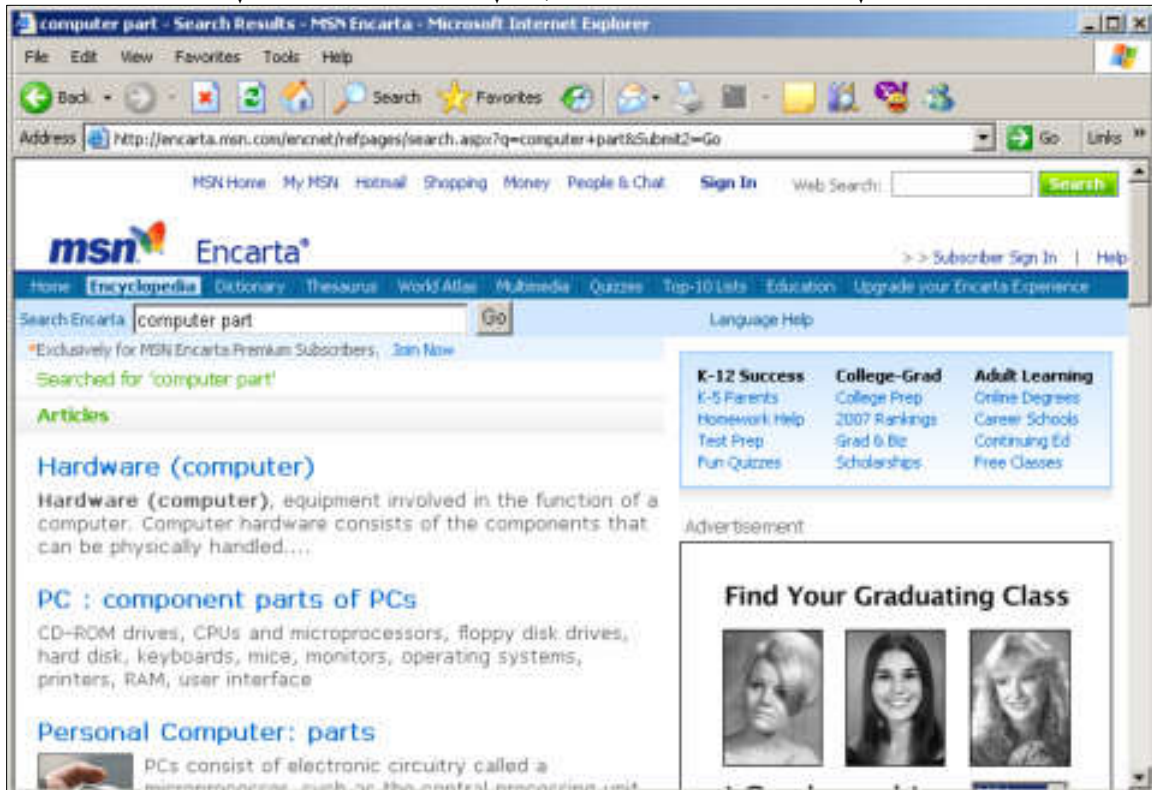 computer part - Search Results - MSN Encarta - Microsoft Internet Explorer
File Edit View Favorites Tools Help
Back Search Favorites
Address http://encarta.msn.com/encnet/refpages/search.aspx?q=computer+part&Submit2=Go Go Links »
MSN Home My MSN Hotmail Shopping Money People & Chat Sign In Web Search: Search
msn Encarta®
>> Subscriber Sign In | Help
Home Encyclopedia Dictionary Thesaurus World Atlas Multimedia Quizzes Top-10 Lists Education Upgrade your Encarta Experience
Search Encarta computer part Go Language Help
*Exclusively for MSN Encarta Premium Subscribers. Join Now
Searched for 'computer part'
Articles
Hardware (computer)
Hardware (computer), equipment involved in the function of a
computer. Computer hardware consists of the components that
can be physically handled....
PC : component parts of PCs
CD-ROM drives, CPUs and microprocessors, floppy disk drives,
hard disk, keyboards, mice, monitors, operating systems,
printers, RAM, user interface
Personal Computer: parts
PCs consist of electronic circuitry called a
microprocessor, such as the central processing unit
K-12 Success College-Grad Adult Learning
K-5 Parents College Prep Online Degrees
Homework Help 2007 Rankings Career Schools
Test Prep Grad & Biz Continuing Ed
Fun Quizzes Scholarships Free Classes
Advertisement
Find Your Graduating Class